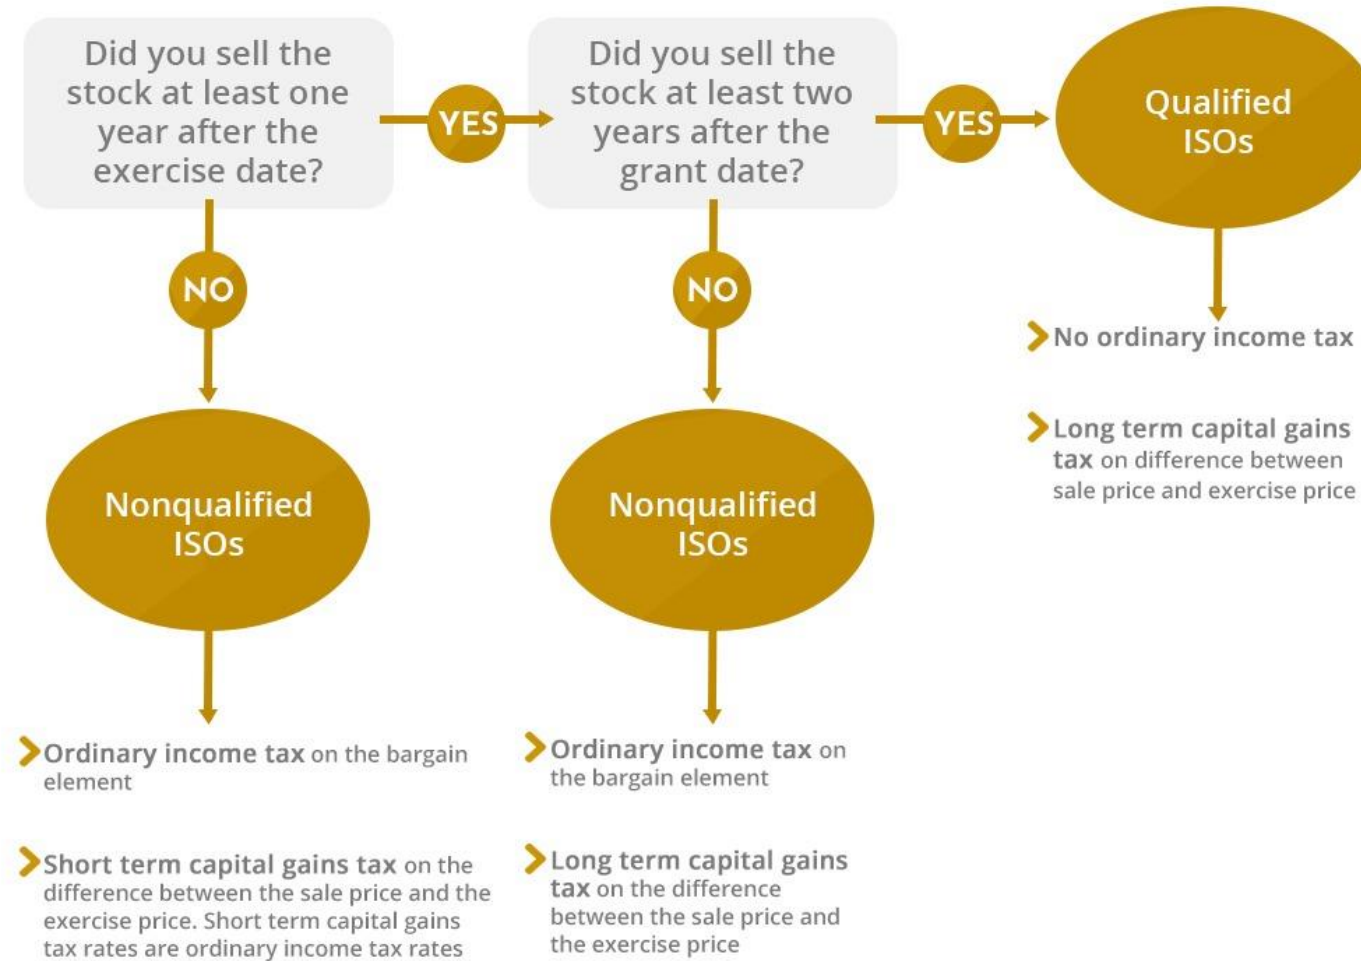 Did you sell the
stock at least one
year after the
exercise date?
YES
Did you sell the
stock at least two
years after the
grant date?
YES
Qualified
ISOs
NO
NO
Nonqualified
ISOs
Nonqualified
ISOs
No ordinary income tax
Long term capital gains
tax on difference between
sale price and exercise price
Ordinary income tax on the bargain
element
Short term capital gains tax on the
difference between the sale price and the
exercise price. Short term capital gains
tax rates are ordinary income tax rates
Ordinary income tax on
the bargain element
Long term capital gains
tax on the difference
between the sale price and
the exercise price